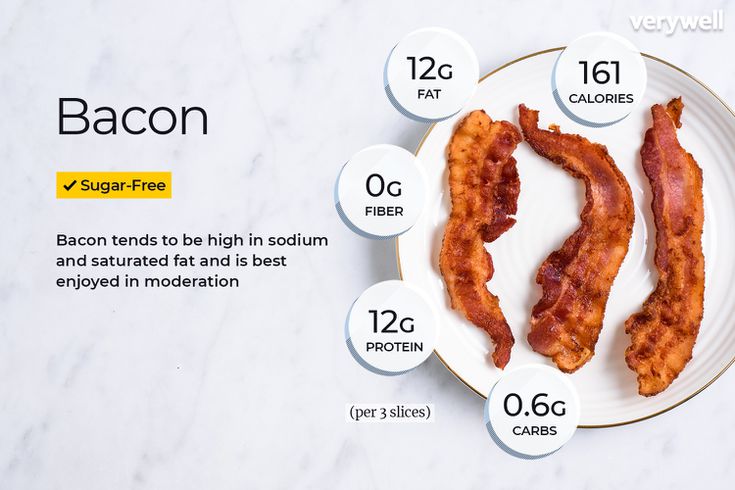 verywell
Bacon
Sugar-Free
Bacon tends to be high in sodium
and saturated fat and is best
enjoyed in moderation
12G
FAT
161
CALORIES
0G
FIBER
12G
PROTEIN
(per 3 slices)
0.6G
CARBS